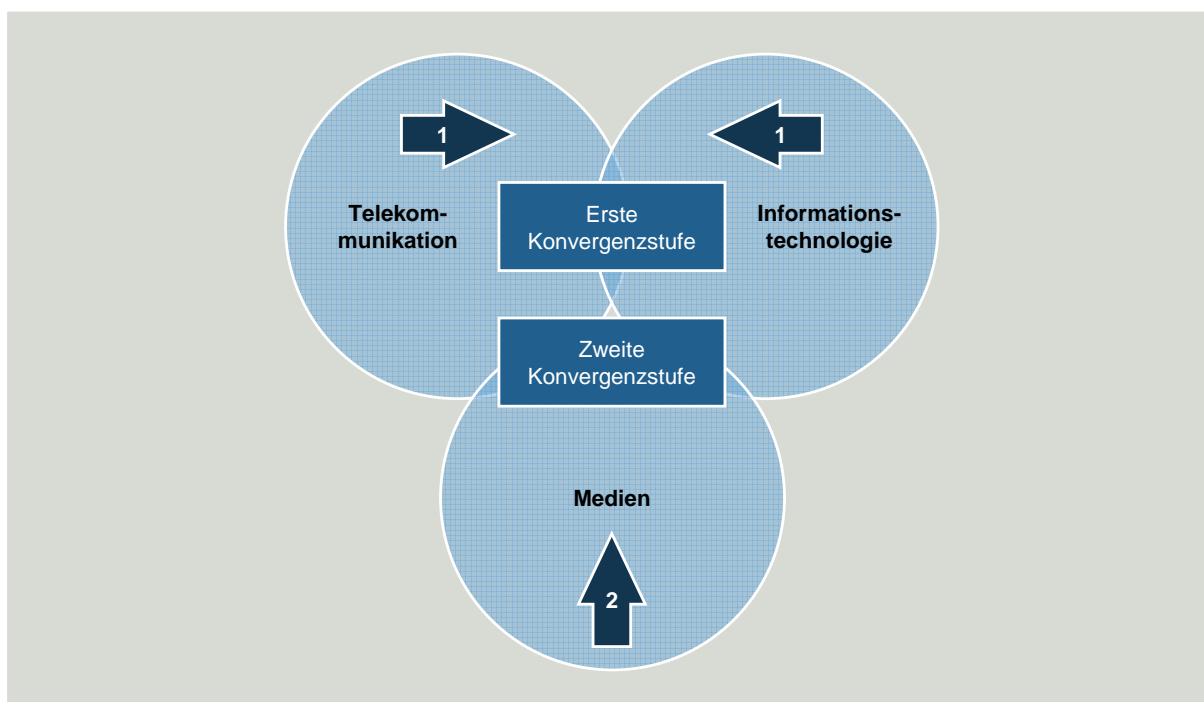 1
1
Telekom-
munikation
Erste
Konvergenzstufe
Informations-
technologie
Zweite
Konvergenzstufe
Medien
2